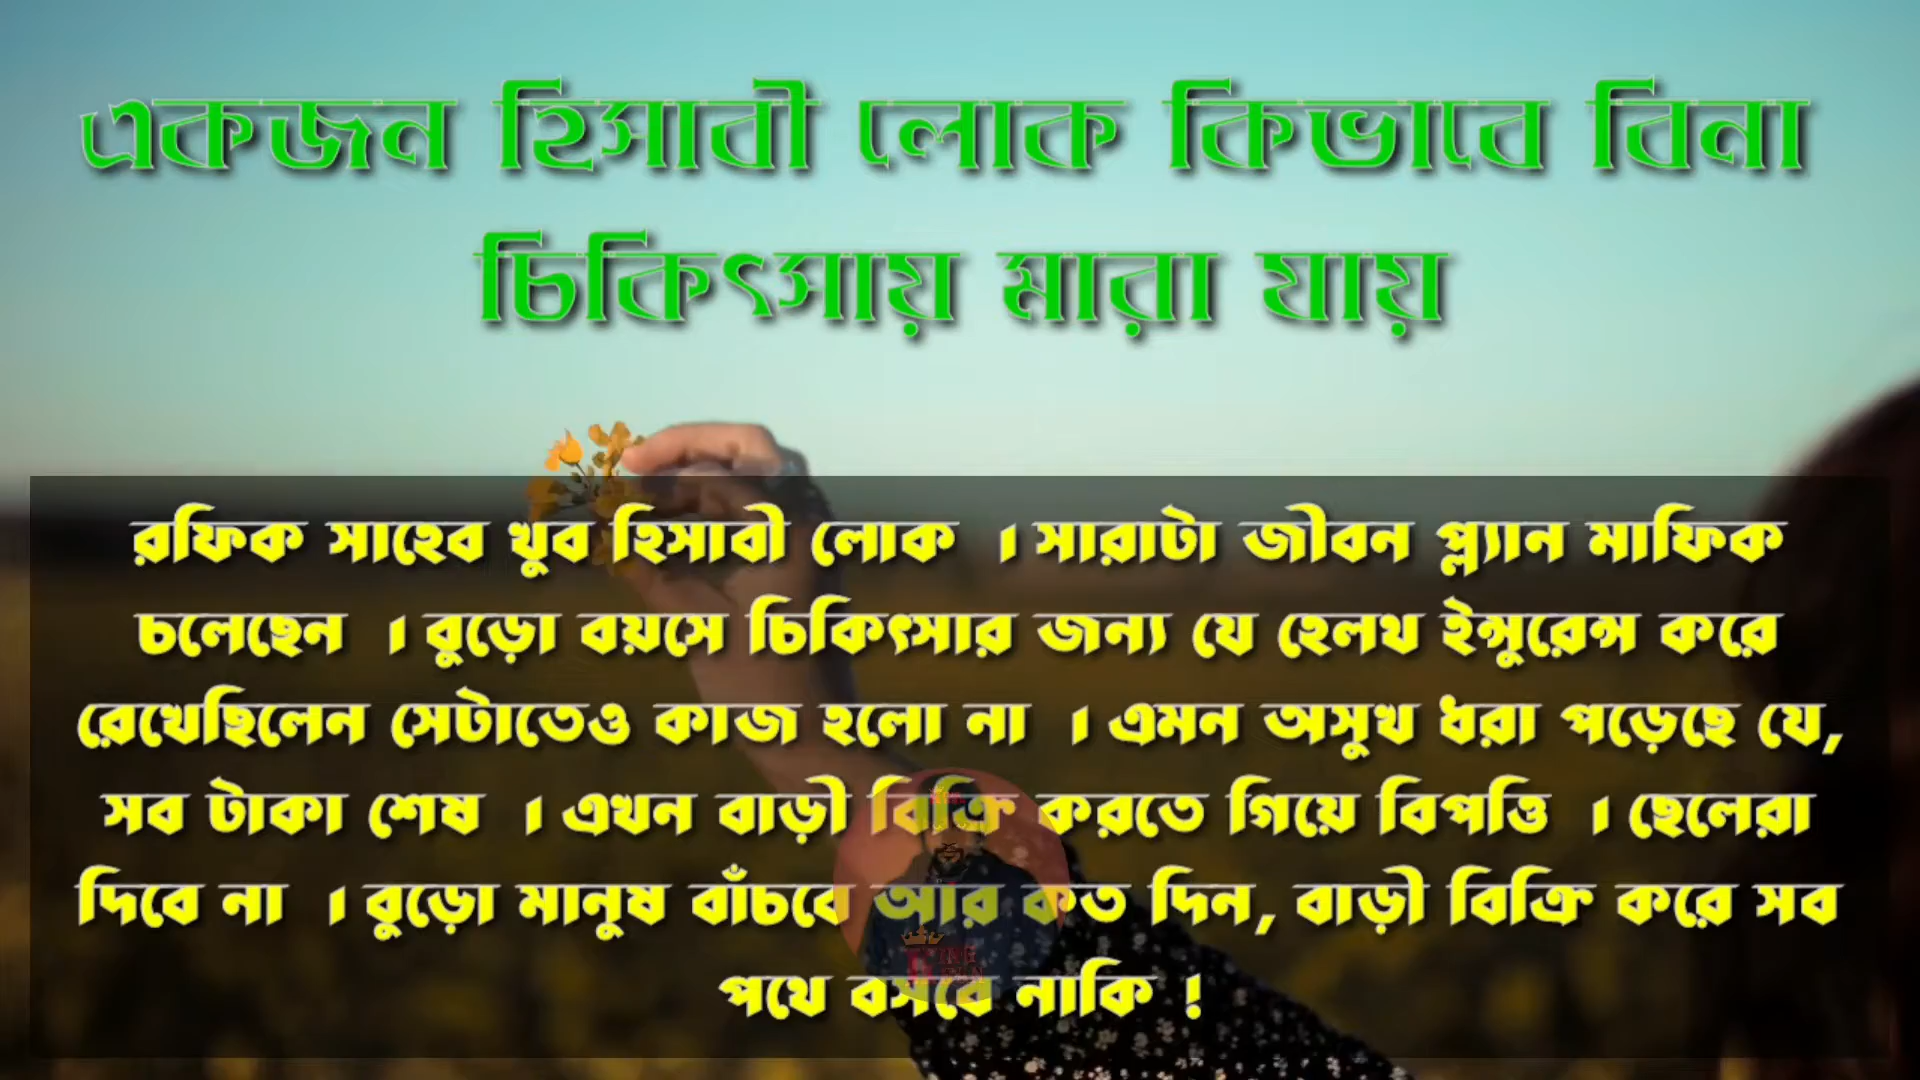 একজন হিসাবী লোক কিভাবে বিনা
চিকিৎসায় মারা যায়
রফিক সাহেব খুব হিসাবী লোক । সারাটা জীবন প্ল্যান মাফিক
চলেছেন । বুড়ো বয়সে চিকিৎসার জন্য যে হেলথ ইন্সুরেন্স করে
রেখেছিলেন সেটাতেও কাজ হলো না । এমন অসুখ ধরা পড়েছে যে,
সব টাকা শেষ । এখন বাড়ী বিক্রি করতে গিয়ে বিপত্তি । ছেলেরা
দিবে না । বুড়ো মানুষ বাঁচবে আর কত দিন, বাড়ী বিক্রি করে সব
পথে বসবে নাকি !